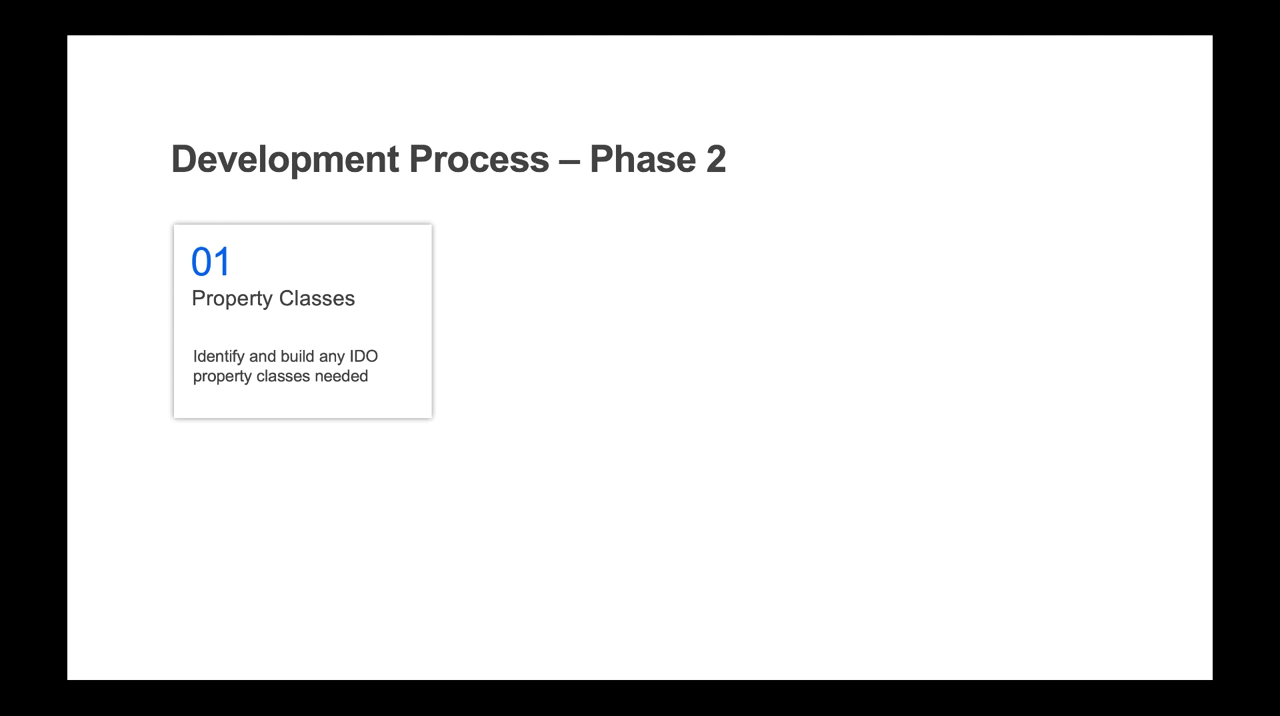 Development Process – Phase 2
01
Property Classes
Identify and build any IDO
property classes needed